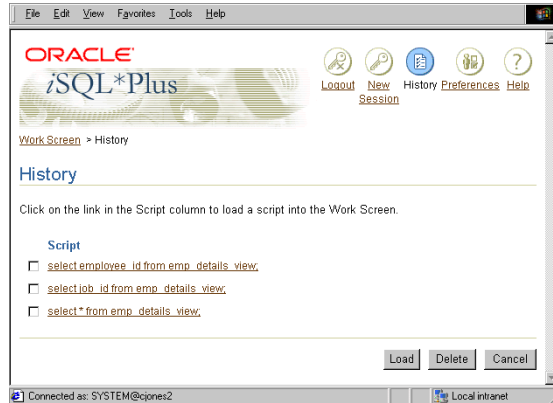 File Edit View Favorites Tools Help
ORACLE
iSQL*Plus
Logout New Session History Preferences Help
Work Screen > History
History
Click on the link in the Script column to load a script into the Work Screen.
Script
select employee_id from emp_details_view;
select job_id from emp_details_view;
select * from emp_details_view;
Load Delete Cancel
Connected as: SYSTEM@cjones2 Local intranet